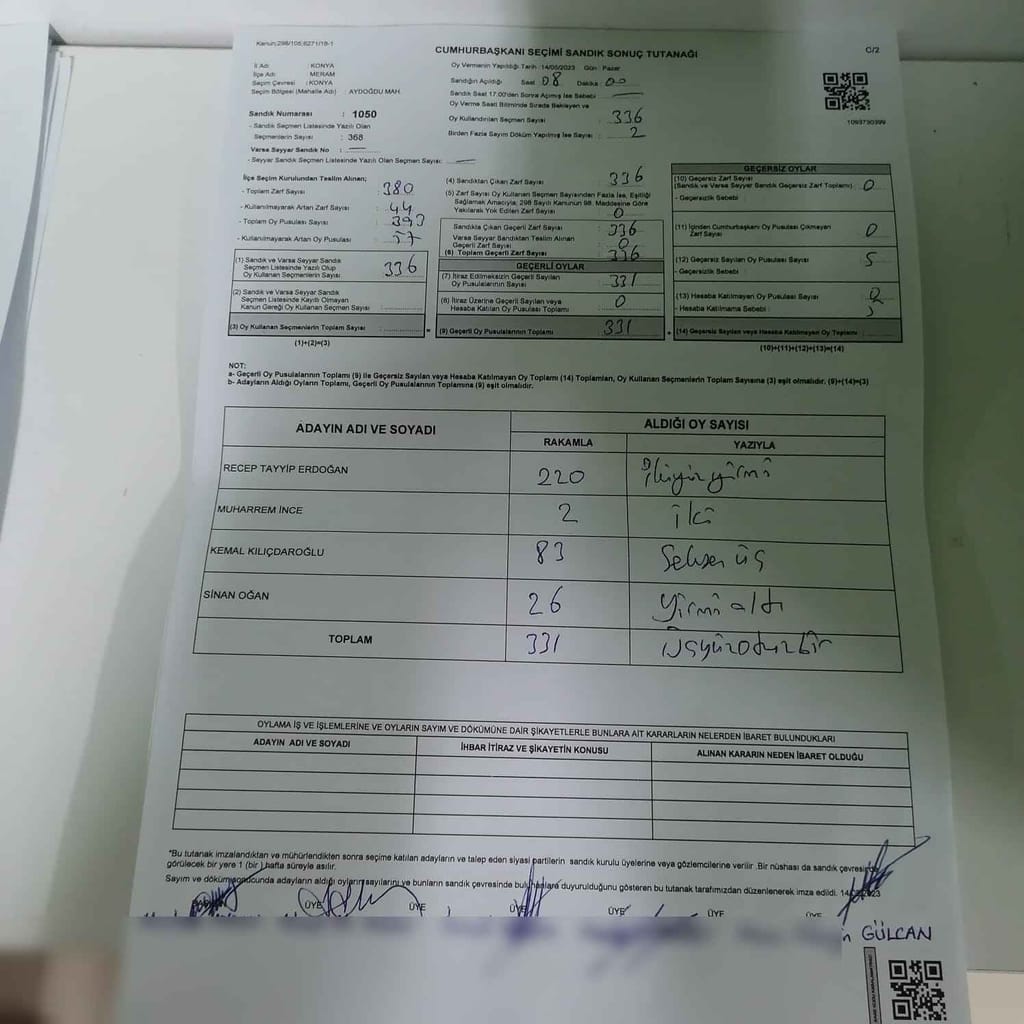 Kanun:298/105;6271/18-1
CUMHURBAŞKANI SEÇİMİ SANDIK SONUÇ TUTANAĞI
C/2
İl Adı : KONYA
İlçe Adı : MERAM
Seçim Çevresi : KONYA
Seçim Bölgesi (Mahalle Adı) : AYDOĞDU MAH.
Sandık Numarası : 1050
- Sandık Seçmen Listesinde Yazılı Olan
Seçmenlerin Sayısı : 368
Varsa Seyyar Sandık No :
- Seyyar Sandık Seçmen Listesinde Yazılı Olan Seçmen Sayısı:
Oy Vermenin Yapıldığı Tarih :14/05/2023 Gün : Pazar
Sandığın Açıldığı Saat 08 Dakika 00
Sandık Saat 17.00'den Sonra Açılmış İse Sebebi
Oy Verme Saati Bitiminde Sırada Bekleyen ve
Oy Kullandırılan Seçmen Sayısı : 336
Birden Fazla Sayım Döküm Yapılmış İse Sayısı : 2
1093730399
İlçe Seçim Kurulundan Teslim Alınan;
- Toplam Zarf Sayısı : 380
- Kullanılmayarak Artan Zarf Sayısı : 44
- Toplam Oy Pusulası Sayısı : 393
- Kullanılmayarak Artan Oy Pusulası : 57
(1) Sandık ve Varsa Seyyar Sandık
Seçmen Listesinde Yazılı Olup
Oy Kullanan Seçmenlerin Sayısı : 336
(2) Sandık ve Varsa Seyyar Sandık
Seçmen Listesinde Kayıtlı Olmayan
Kanun Gereği Oy Kullanan Seçmen Sayısı :
(3) Oy Kullanan Seçmenlerin Toplam Sayısı :
(1)+(2)=(3)
(4) Sandıktan Çıkan Zarf Sayısı : 336
(5) Zarf Sayısı Oy Kullanan Seçmen Sayısından Fazla İse, Eşitliği
Sağlamak Amacıyla; 298 Sayılı Kanunun 98. Maddesine Göre
Yakılarak Yok Edilen Zarf Sayısı : 0
Sandıkta Çıkan Geçerli Zarf Sayısı : 336
Varsa Seyyar Sandıktan Teslim Alınan
Geçerli Zarf Sayısı : 0
(6) Toplam Geçerli Zarf Sayısı : 336
GEÇERLİ OYLAR
(7) İtiraz Edilmeksizin Geçerli Sayılan
Oy Pusulalarının Sayısı : 331
(8) İtiraz Üzerine Geçerli Sayılan veya
Hesaba Katılan Oy Pusulası Toplamı : 0
(9) Geçerli Oy Pusulalarının Toplamı : 331
GEÇERSİZ OYLAR
(10) Geçersiz Zarf Sayısı
(Sandık ve Varsa Seyyar Sandık Geçersiz Zarf Toplamı) : 0
- Geçersizlik Sebebi :
(11) İçinden Cumhurbaşkanı Oy Pusulası Çıkmayan
Zarf Sayısı : 0
(12) Geçersiz Sayılan Oy Pusulası Sayısı : 5
- Geçersizlik Sebebi :
(13) Hesaba Katılmayan Oy Pusulası Sayısı :
- Hesaba Katılmama Sebebi :
(14) Geçersiz Sayılan veya Hesaba Katılmayan Oy Toplamı :
(10)+(11)+(12)+(13)=(14)
NOT:
a- Geçerli Oy Pusulalarının Toplamı (9) ile Geçersiz Sayılan veya Hesaba Katılmayan Oy Toplamı (14) Toplamları, Oy Kullanan Seçmenlerin Toplam Sayısına (3) eşit olmalıdır. (9)+(14)=(3)
b- Adayların Aldığı Oyların Toplamı, Geçerli Oy Pusulalarının Toplamına (9) eşit olmalıdır.
ADAYIN ADI VE SOYADI
ALDIĞI OY SAYISI
RAKAMLA YAZIYLA
RECEP TAYYİP ERDOĞAN 220 İkiyüzyirmi
MUHARREM İNCE 2 iki
KEMAL KILIÇDAROĞLU 83 Seksen üç
SİNAN OĞAN 26 Yirmi altı
TOPLAM 331 Üçyüzotuzbir
OYLAMA İŞ VE İŞLEMLERİNE VE OYLARIN SAYIM VE DÖKÜMÜNE DAİR ŞİKAYETLERLE BUNLARA AİT KARARLARIN NELERDEN İBARET BULUNDUKLARI
ADAYIN ADI VE SOYADI İHBAR İTİRAZ VE ŞİKAYETİN KONUSU ALINAN KARARIN NEDEN İBARET OLDUĞU
*Bu tutanak imzalandıktan ve mühürlendikten sonra seçime katılan adayların ve talep eden siyasi partilerin sandık kurulu üyelerine veya gözlemcilerine verilir .Bir nüshası da sandık çevresinde
görülecek bir yere 1 (bir ) hafta süreyle asılır.
Sayım ve döküm sonucunda adayların aldığı oyların sayılarını ve bunların sandık çevresinde bulunanlara duyurulduğunu gösteren bu tutanak tarafımızdan düzenlenerek imza edildi. 14/05/2023
ÜYE ÜYE ÜYE ÜYE ÜYE ÜYE
GÜLCAN